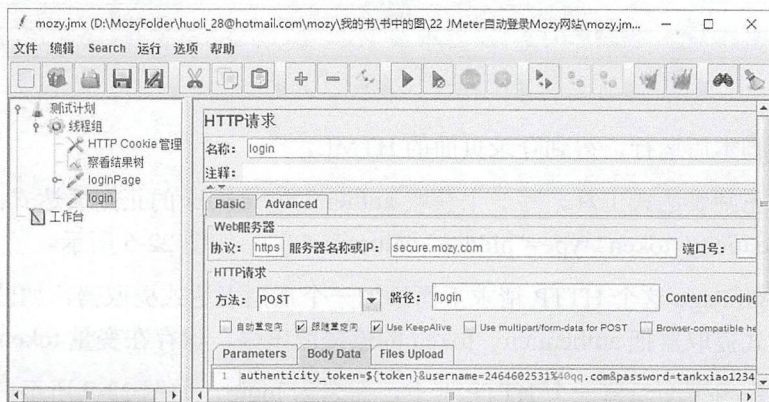 mozy.jmx (D:\MozyFolder\huoli_28@hotmail.com\mozy\我的书\书中的图\22 JMeter自动登录Mozy网站\mozy.jm...
文件 编辑 Search 运行 选项 帮助
测试计划
线程组
HTTP Cookie 管理
察看结果树
loginPage
login
工作台
HTTP请求
名称: login
注释:
Basic Advanced
Web服务器
协议: https 服务器名称或IP: secure.mozy.com 端口号:
HTTP请求
方法: POST 路径: /login Content encoding
自动重定向 跟随重定向 Use KeepAlive Use multipart/form-data for POST Browser-compatible he
Parameters Body Data Files Upload
1 authenticity_token=${token}&username=2464602531%40qq.com&password=tankxiao1234